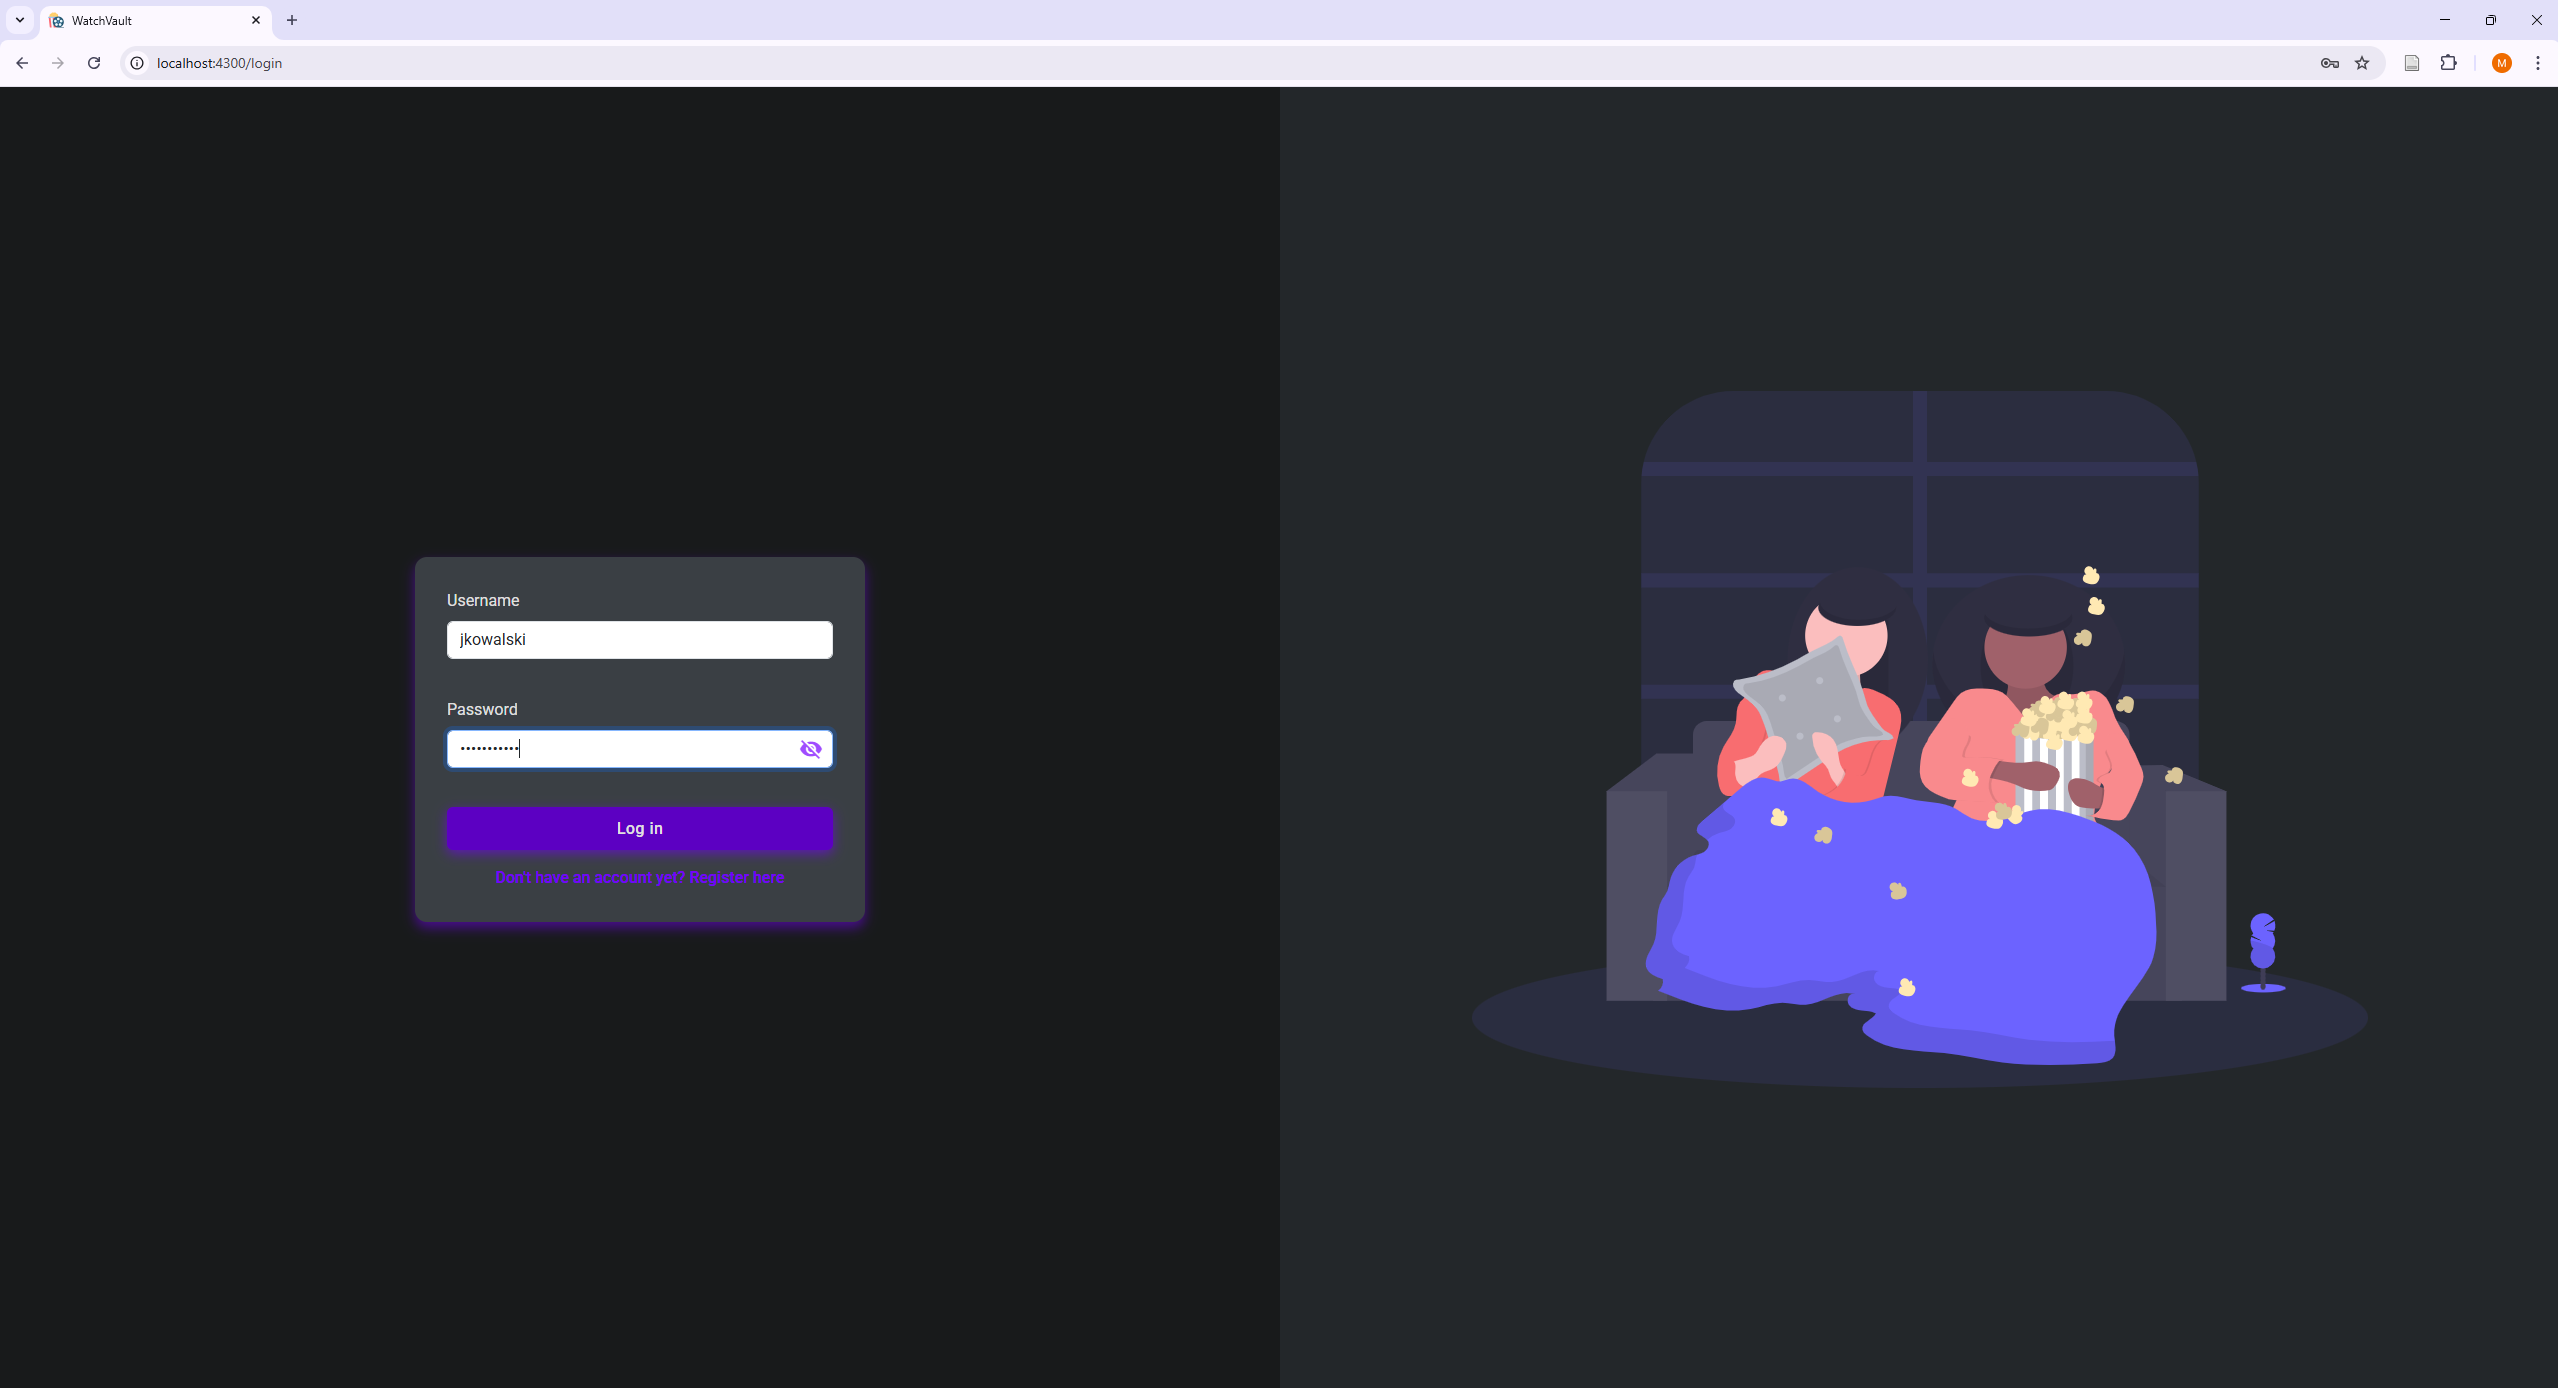 WatchVault
localhost:4300/login
M
Username
jkowalski
Password
•••••••••••
Log in
Don't have an account yet? Register here